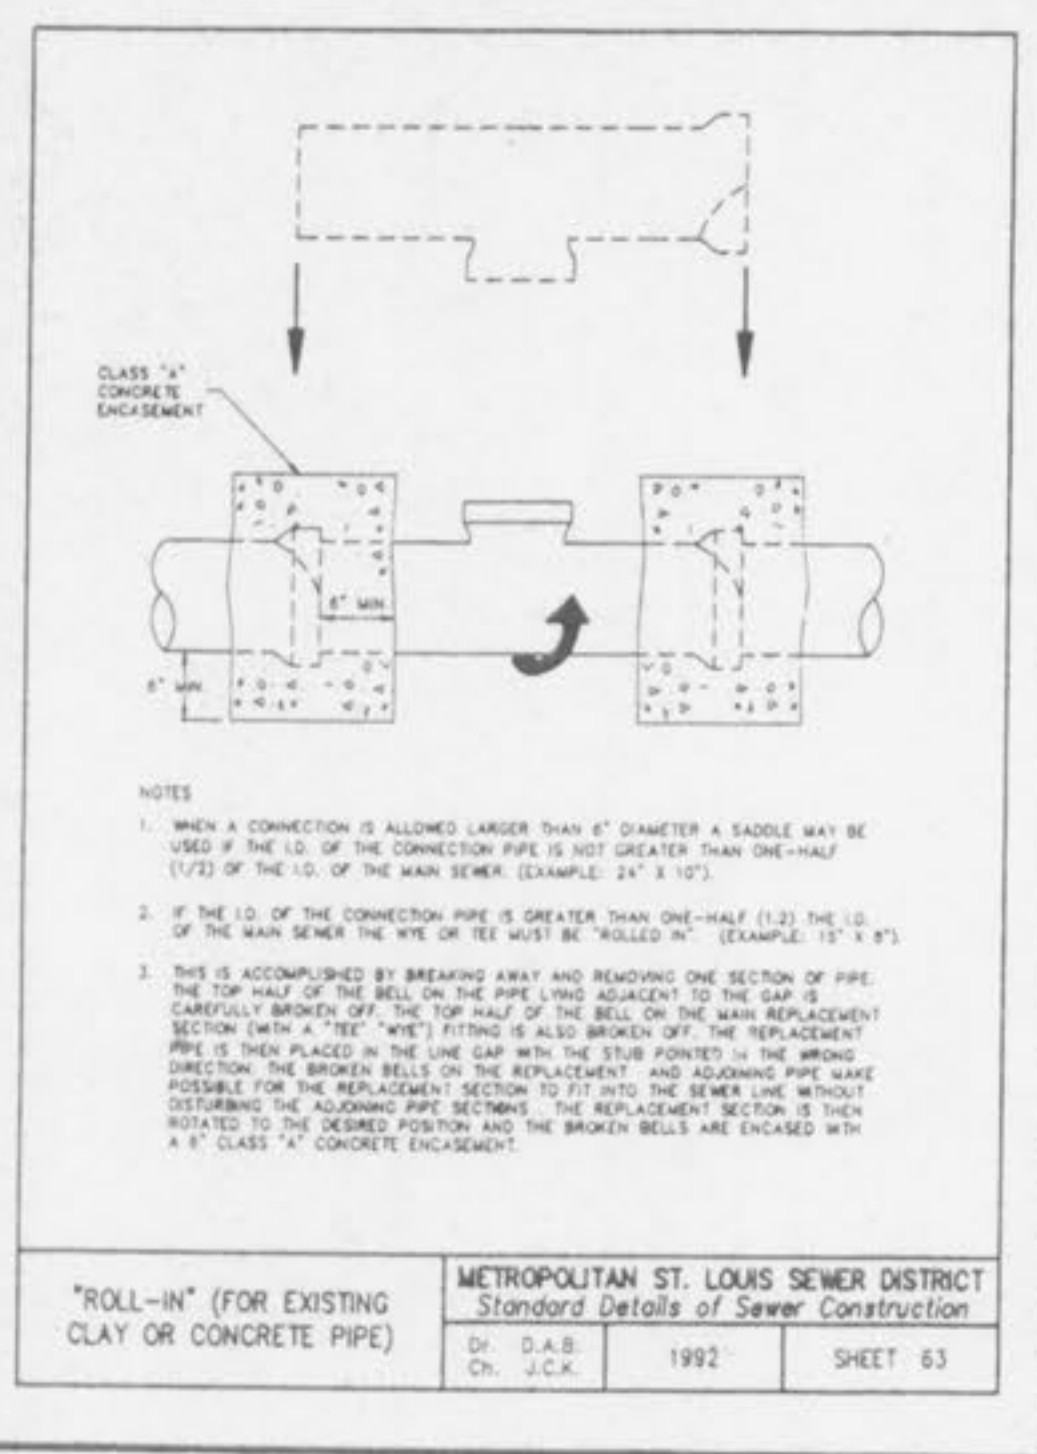 CLASS "A"
CONCRETE
ENCASEMENT
6" MIN.
6" MIN.
NOTES
1. WHEN A CONNECTION IS ALLOWED LARGER THAN 6" DIAMETER A SADDLE MAY BE
USED IF THE I.D. OF THE CONNECTION PIPE IS NOT GREATER THAN ONE-HALF
(1/2) OF THE I.D. OF THE MAIN SEWER. (EXAMPLE: 24" X 10").
2. IF THE I.D. OF THE CONNECTION PIPE IS GREATER THAN ONE-HALF (1.2) THE I.D.
OF THE MAIN SEWER THE WYE OR TEE MUST BE "ROLLED IN". (EXAMPLE: 15" X 8").
3. THIS IS ACCOMPLISHED BY BREAKING AWAY AND REMOVING ONE SECTION OF PIPE.
THE TOP HALF OF THE BELL ON THE PIPE LYING ADJACENT TO THE GAP IS
CAREFULLY BROKEN OFF. THE TOP HALF OF THE BELL ON THE MAIN REPLACEMENT
SECTION (WITH A "TEE" "WYE") FITTING IS ALSO BROKEN OFF. THE REPLACEMENT
PIPE IS THEN PLACED IN THE LINE GAP WITH THE STUB POINTED IN THE WRONG
DIRECTION. THE BROKEN BELLS ON THE REPLACEMENT AND ADJOINING PIPE MAKE
POSSIBLE FOR THE REPLACEMENT SECTION TO FIT INTO THE SEWER LINE WITHOUT
DISTURBING THE ADJOINING PIPE SECTIONS. THE REPLACEMENT SECTION IS THEN
ROTATED TO THE DESIRED POSITION AND THE BROKEN BELLS ARE ENCASED WITH
A 6" CLASS "A" CONCRETE ENCASEMENT.
"ROLL-IN" (FOR EXISTING
CLAY OR CONCRETE PIPE)
METROPOLITAN ST. LOUIS SEWER DISTRICT
Standard Details of Sewer Construction
Dr. D.A.B.
Ch. J.C.K.
1992
SHEET 63